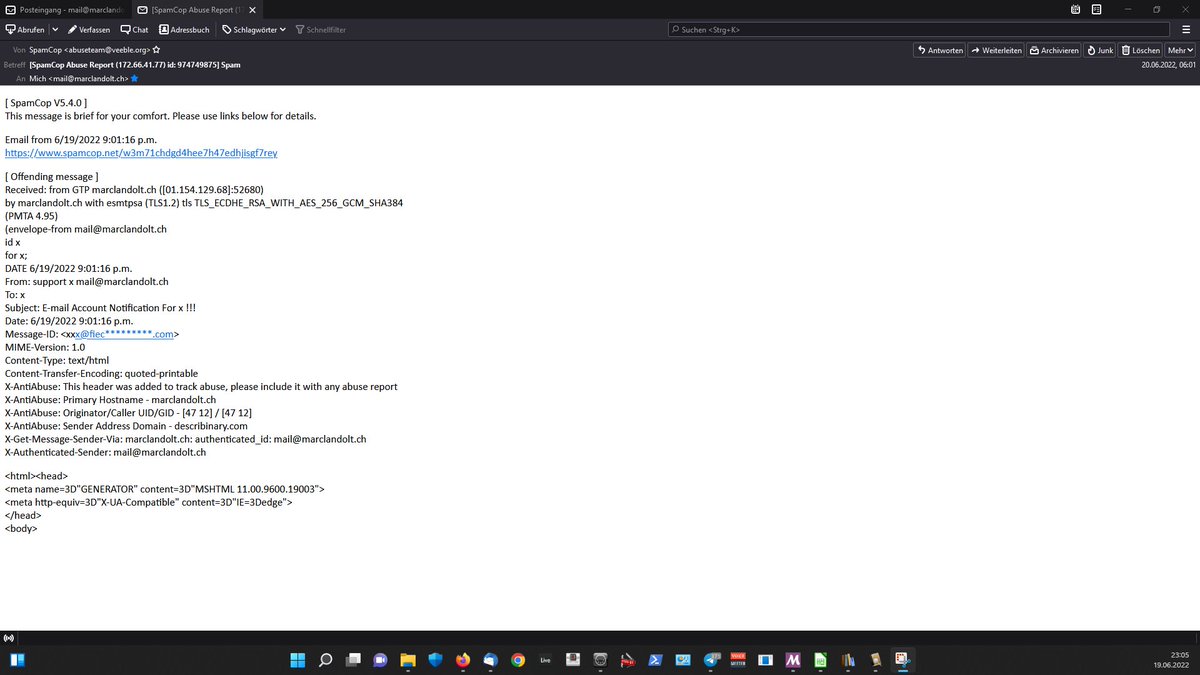 Posteingang - mail@marcland
[SpamCop Abuse Report (17
Abrufen
Verfassen
Chat
Adressbuch
Schlagwörter
Schnellfilter
Suchen <Strg+K>
Von SpamCop <abuseteam@veeble.org>
Antworten
Weiterleiten
Archivieren
Junk
Löschen
Mehr
Betreff [SpamCop Abuse Report (172.66.41.77) id: 974749875] Spam
20.06.2022, 06:01
An Mich <mail@marclandolt.ch>
[ SpamCop V5.4.0 ]
This message is brief for your comfort. Please use links below for details.
Email from 6/19/2022 9:01:16 p.m.
https://www.spamcop.net/w3m71chdgd4hee7h47edhjisgf7rey
[ Offending message ]
Received: from GTP marclandolt.ch ([01.154.129.68]:52680)
by marclandolt.ch with esmtpsa (TLS1.2) tls TLS_ECDHE_RSA_WITH_AES_256_GCM_SHA384
(PMTA 4.95)
(envelope-from mail@marclandolt.ch
id x
for x;
DATE 6/19/2022 9:01:16 p.m.
From: support x mail@marclandolt.ch
To: x
Subject: E-mail Account Notification For x !!!
Date: 6/19/2022 9:01:16 p.m.
Message-ID: <xxx@fiec*********.com>
MIME-Version: 1.0
Content-Type: text/html
Content-Transfer-Encoding: quoted-printable
X-AntiAbuse: This header was added to track abuse, please include it with any abuse report
X-AntiAbuse: Primary Hostname - marclandolt.ch
X-AntiAbuse: Originator/Caller UID/GID - [47 12] / [47 12]
X-AntiAbuse: Sender Address Domain - describinary.com
X-Get-Message-Sender-Via: marclandolt.ch: authenticated_id: mail@marclandolt.ch
X-Authenticated-Sender: mail@marclandolt.ch
<html><head>
<meta name=3D"GENERATOR" content=3D"MSHTML 11.00.9600.19003">
<meta http-equiv=3D"X-UA-Compatible" content=3D"IE=3Dedge">
</head>
<body>
Live
23:05
19.06.2022